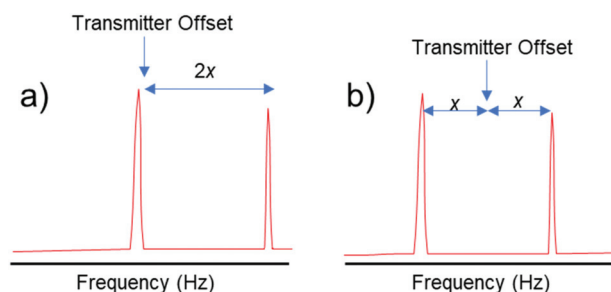 Transmitter Offset
2x
a)
Frequency (Hz)
Transmitter Offset
b)
x x
Frequency (Hz)